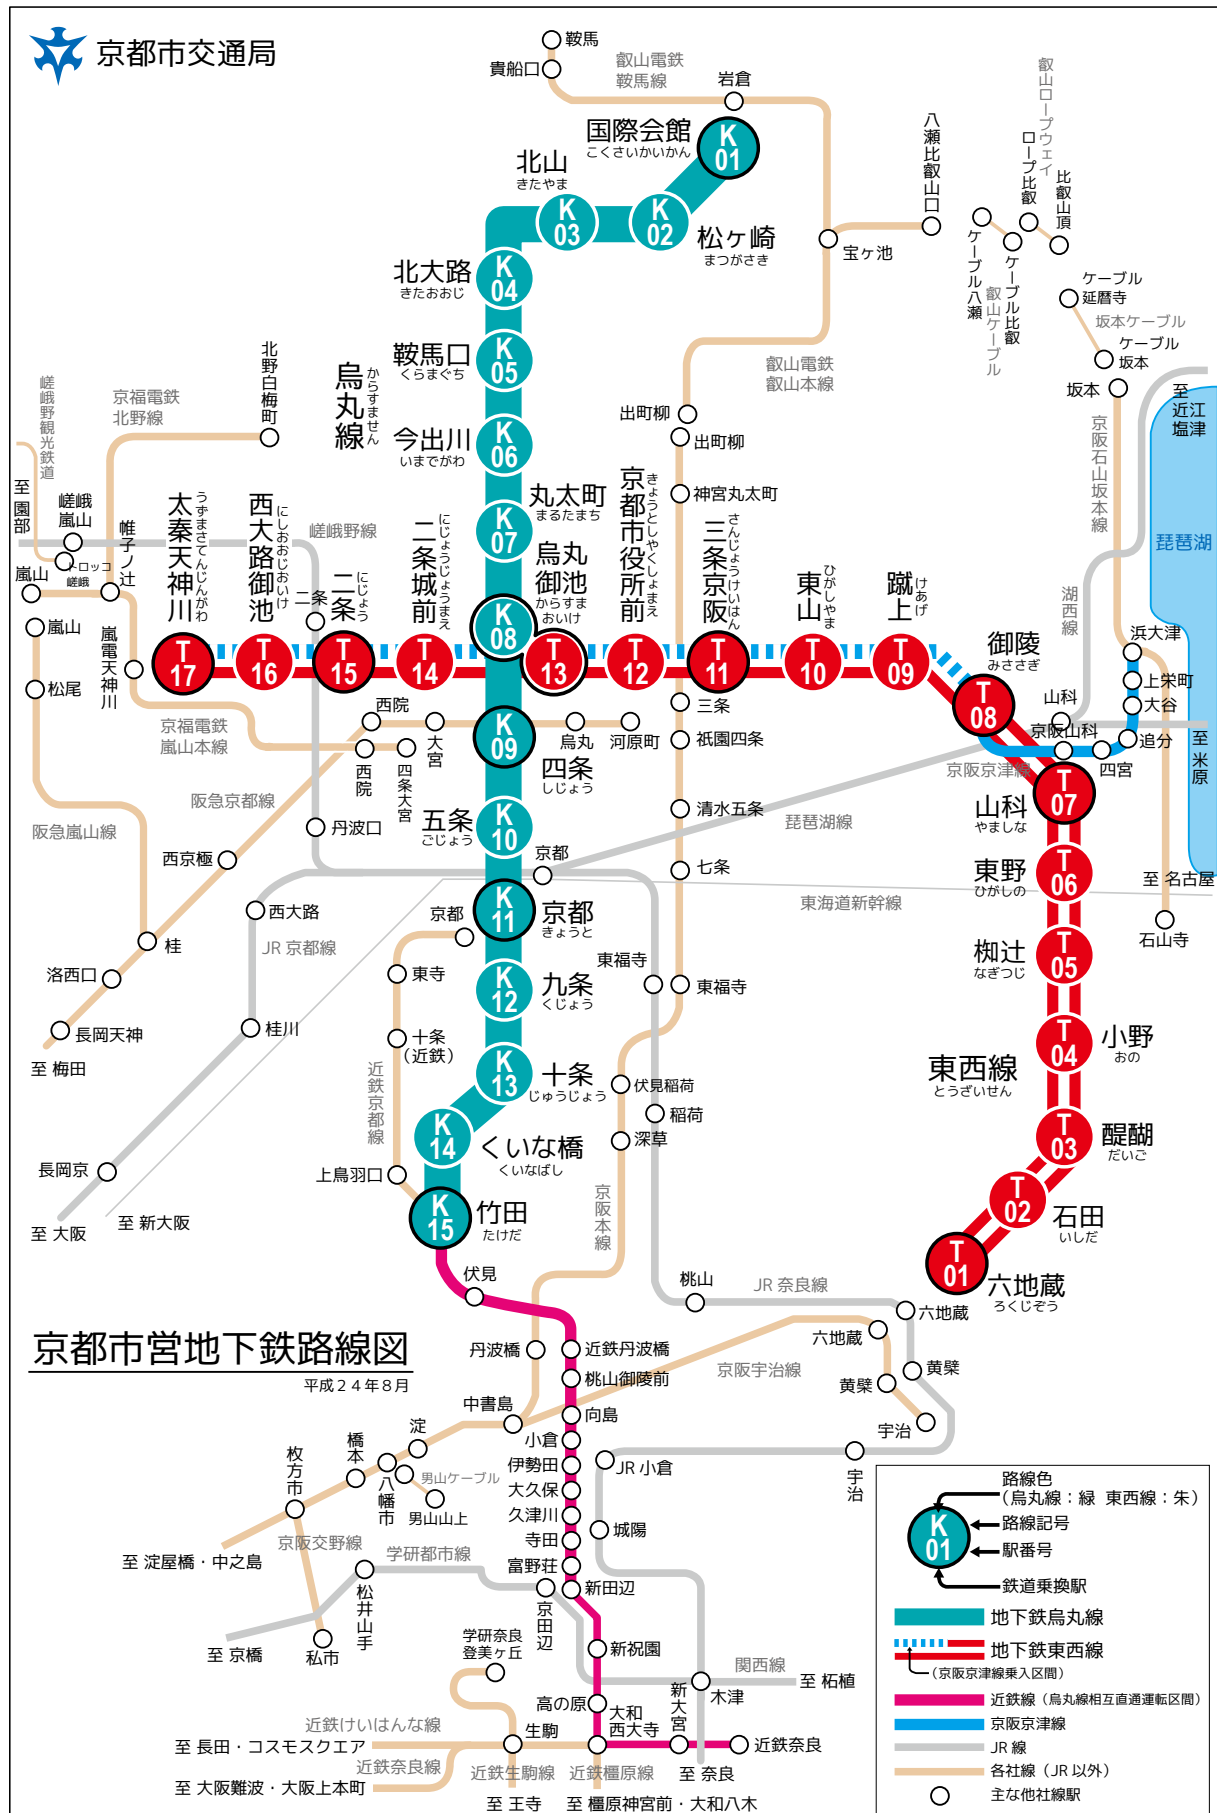 京都市交通局
鞍馬
貴船口
叡山電鉄
鞍馬線
岩倉
叡山ロープウェイ
ロープ比叡
比叡山頂
八瀬比叡山口
宝ヶ池
ケーブル八瀬
叡山ケーブル
ケーブル比叡
ケーブル
延暦寺
坂本ケーブル
ケーブル
坂本
坂本
国際会館
こくさいかいかん
K
01
北山
きたやま
K
03
K
02
松ヶ崎
まつがさき
北大路
きたおおじ
K
04
鞍馬口
くらまぐち
K
05
烏丸線
からすません
今出川
いまでがわ
K
06
丸太町
まるたまち
K
07
烏丸
御池
からすま
おいけ
K
08
叡山電鉄
叡山本線
出町柳
出町柳
神宮丸太町
京阪石山坂本線
至
近江
塩津
琵琶湖
湖西線
北野白梅町
京福電鉄
北野線
嵯峨野観光鉄道
至
園部
嵯峨
嵐山
トロッコ
嵯峨
嵐山
帷子ノ辻
嵯峨野線
嵐山
松尾
嵐電天神川
京福電鉄
嵐山本線
太秦天神川
うずまさてんじんがわ
T
17
西大路御池
にしおおじおいけ
T
16
二条
二条
にじょう
T
15
二条城前
にじょうじょうまえ
T
14
T
13
京都市役所前
きょうとしやくしょまえ
T
12
三条京阪
さんじょうけいはん
T
11
東山
ひがしやま
T
10
蹴上
けあげ
T
09
御陵
みささぎ
T
08
浜大津
上栄町
大谷
追分
四宮
山科
京阪山科
京阪京津線
至
米原
西院
大宮
西院
四条大宮
烏丸
河原町
三条
祇園四条
清水五条
七条
K
09
四条
しじょう
阪急京都線
阪急嵐山線
五条
ごじょう
K
10
丹波口
西京極
京都
琵琶湖線
山科
やましな
T
07
東野
ひがしの
T
06
至 名古屋
東海道新幹線
石山寺
西大路
JR 京都線
京都
K
11
京都
きょうと
桂
洛西口
長岡天神
至 梅田
桂川
東寺
十条
(近鉄)
近鉄京都線
K
12
九条
くじょう
東福寺
東福寺
椥辻
なぎつじ
T
05
小野
おの
T
04
東西線
とうざいせん
K
13
十条
じゅうじょう
伏見稲荷
稲荷
深草
K
14
くいな橋
くいなばし
醍醐
だいご
T
03
上鳥羽口
長岡京
至 大阪
至 新大阪
K
15
竹田
たけだ
京阪本線
T
02
石田
いしだ
T
01
六地蔵
ろくじぞう
伏見
桃山
JR 奈良線
六地蔵
六地蔵
京都市営地下鉄路線図
平成２４年８月
丹波橋
近鉄丹波橋
桃山御陵前
京阪宇治線
黄檗
黄檗
中書島
向島
宇治
淀
橋本
八幡市
男山ケーブル
男山山上
枚方市
小倉
伊勢田
大久保
久津川
寺田
富野荘
新田辺
JR 小倉
宇治
城陽
京阪交野線
至 淀屋橋・中之島
学研都市線
松井山手
至 京橋
私市
京田辺
学研奈良
登美ヶ丘
新祝園
関西線
至 柘植
木津
高の原
大和
西大寺
新大宮
近鉄奈良
至 奈良
近鉄けいはんな線
至 長田・コスモスクエア
近鉄奈良線
至 大阪難波・大阪上本町
生駒
近鉄生駒線
近鉄橿原線
至 王寺
至 橿原神宮前・大和八木
路線色
(烏丸線：緑 東西線：朱)
K
01
路線記号
駅番号
鉄道乗換駅
地下鉄烏丸線
地下鉄東西線
(京阪京津線乗入区間)
近鉄線 (烏丸線相互直通運転区間)
京阪京津線
JR 線
各社線 (JR 以外)
主な他社線駅